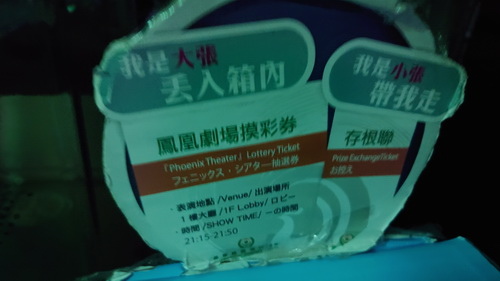 我是大張
丟入箱內
鳳凰劇場摸彩券
「Phoenix Theater」Lottery Ticket
フェニックス・シアター抽選券
・表演地點 /Venue/ 出演場所
1 樓大廳 /1F Lobby/ ロビー
・時間 /SHOW TIME/ ーの時間
21:15-21:50
我是小張
帶我走
存根聯
Prize ExchangeTicket
お控え